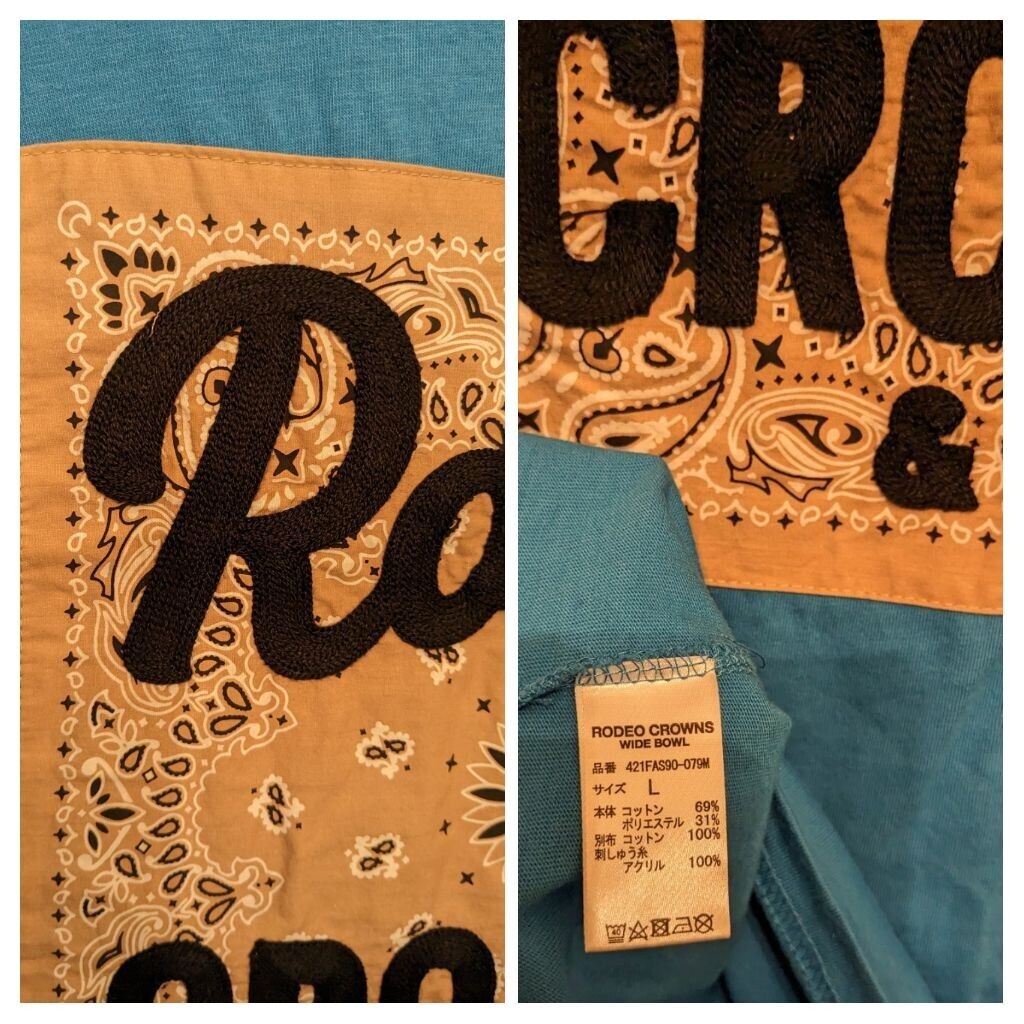 Ro
CRO
&
RODEO CROWNS
WIDE BOWL
品番 421FAS90-079M
サイズ L
本体 コットン 69%
ポリエステル 31%
別布 コットン 100%
刺しゅう糸
アクリル 100%
40